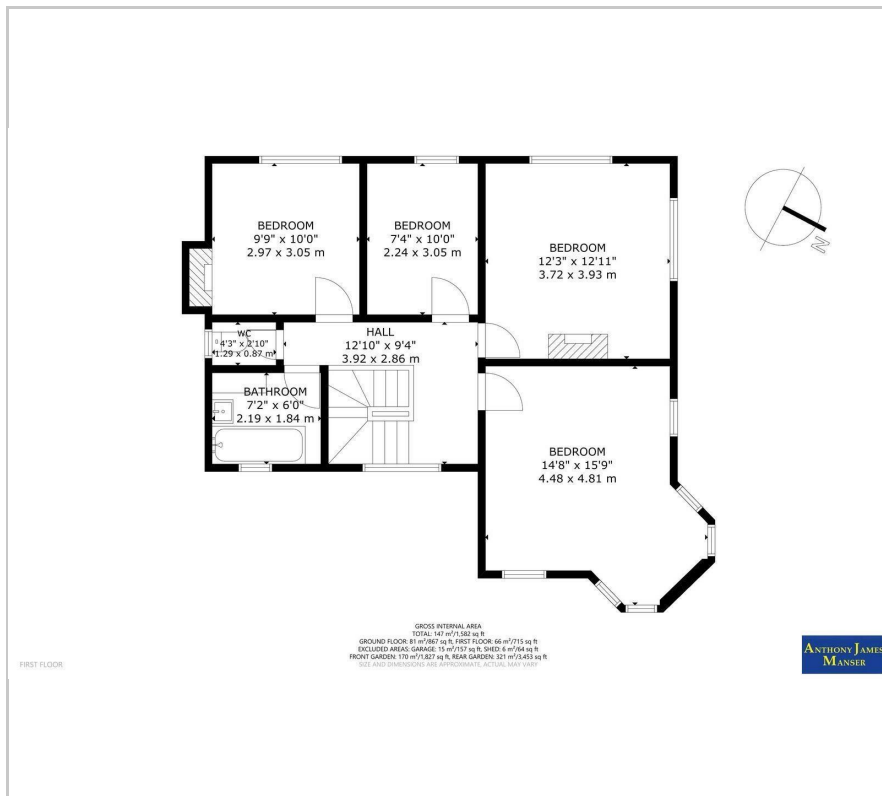 BEDROOM
9'9" x 10'0"
2.97 x 3.05 m
BEDROOM
7'4" x 10'0"
2.24 x 3.05 m
BEDROOM
12'3" x 12'11"
3.72 x 3.93 m
N
WC
4'3" x 2'10"
1.29 x 0.87 m
HALL
12'10" x 9'4"
3.92 x 2.86 m
BATHROOM
7'2" x 6'0"
2.19 x 1.84 m
BEDROOM
14'8" x 15'9"
4.48 x 4.81 m
GROSS INTERNAL AREA
TOTAL: 147 m²/1,582 sq ft
GROUND FLOOR: 81 m²/867 sq ft, FIRST FLOOR: 66 m²/715 sq ft
EXCLUDED AREAS: GARAGE: 15 m²/157 sq ft, SHED: 6 m²/64 sq ft
FRONT GARDEN: 170 m²/1,827 sq ft, REAR GARDEN: 321 m²/3,453 sq ft
SIZE AND DIMENSIONS ARE APPROXIMATE, ACTUAL MAY VARY
FIRST FLOOR
ANTHONY JAMES
MANSER